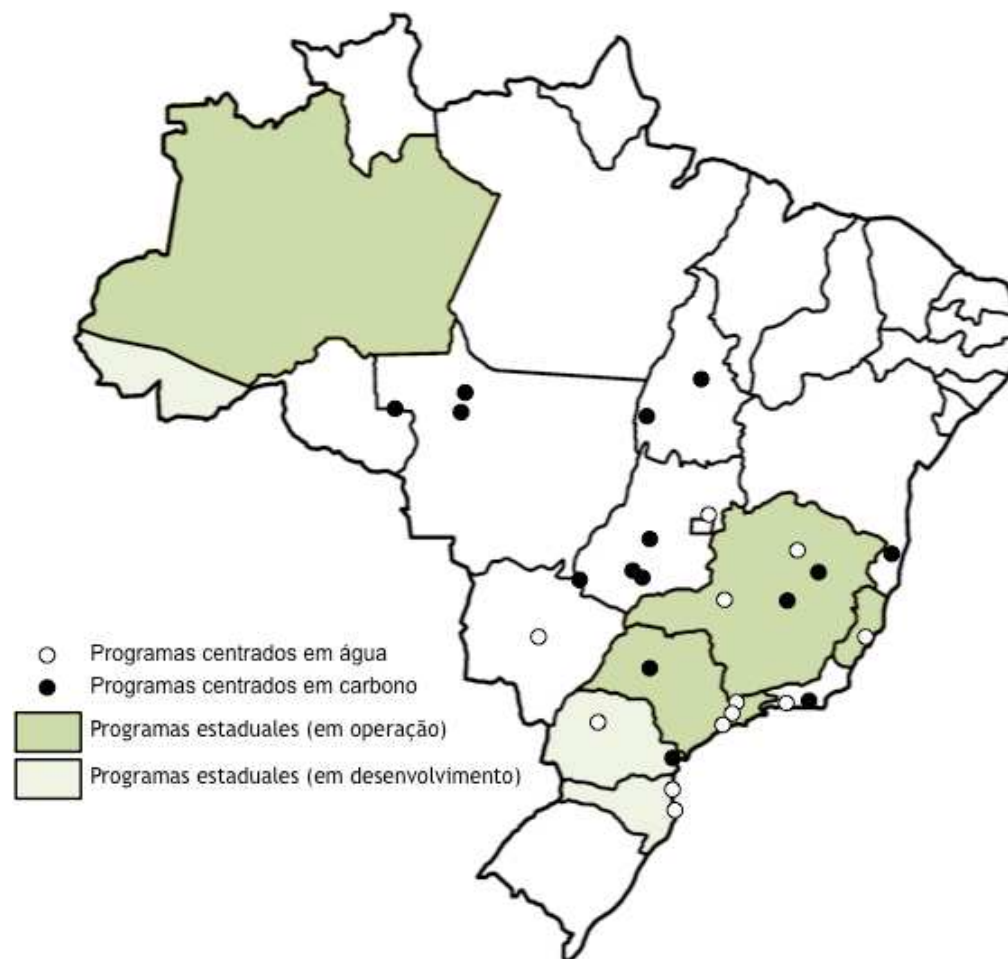 Programas centrados em água
Programas centrados em carbono
Programas estaduales (em operação)
Programas estaduales (em desenvolvimento)